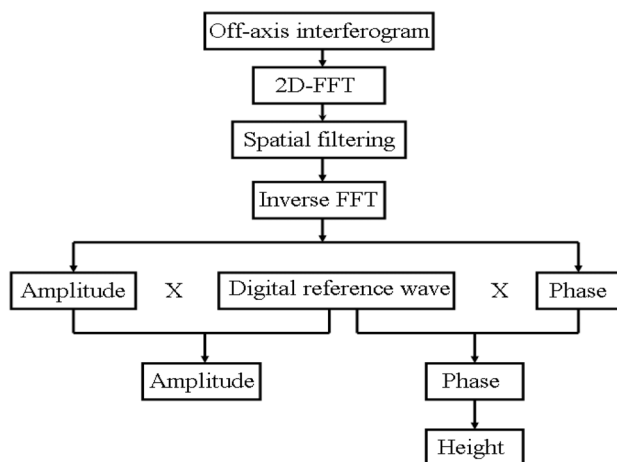 Off-axis interferogram
2D-FFT
Spatial filtering
Inverse FFT
Amplitude X Digital reference wave X Phase
Amplitude Phase
Height